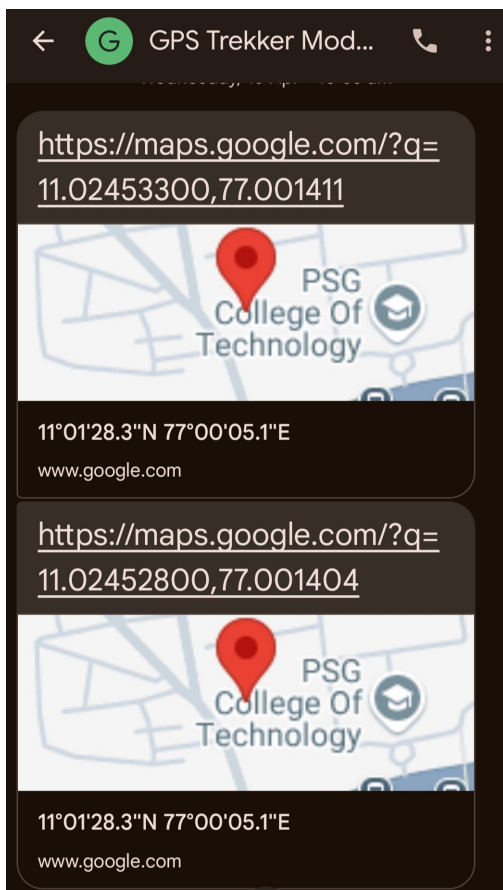 G
GPS Trekker Mod...
https://maps.google.com/?q=
11.02453300,77.001411
PSG
College Of
Technology
11°01'28.3"N 77°00'05.1"E
www.google.com
https://maps.google.com/?q=
11.02452800,77.001404
PSG
College Of
Technology
11°01'28.3"N 77°00'05.1"E
www.google.com